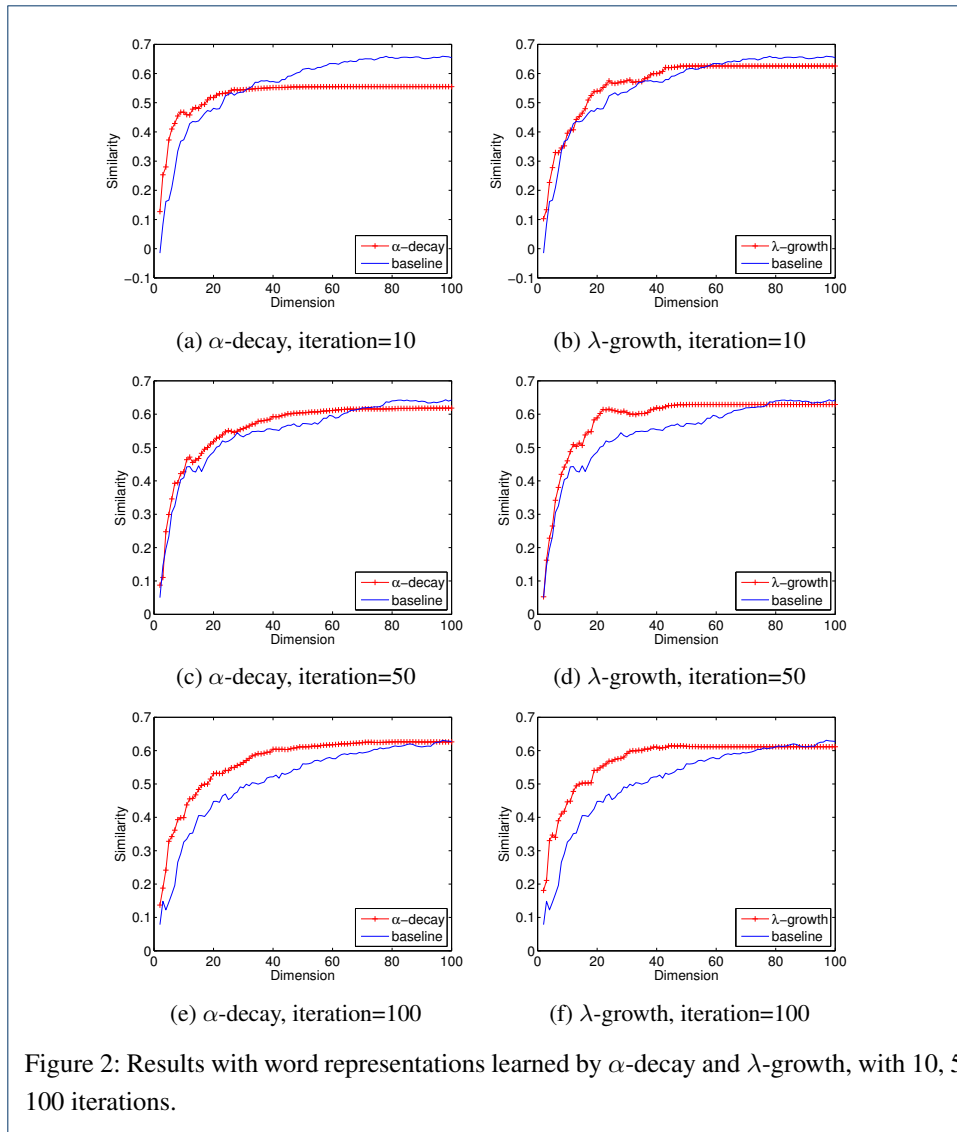 0.7
0.6
0.5
0.4
0.3
0.2
0.1
0
−0.1
Similarity
0 20 40 60 80 100
Dimension
α−decay
baseline
(a) α-decay, iteration=10
0.7
0.6
0.5
0.4
0.3
0.2
0.1
0
−0.1
Similarity
0 20 40 60 80 100
Dimension
λ−growth
baseline
(b) λ-growth, iteration=10
0.7
0.6
0.5
0.4
0.3
0.2
0.1
0
Similarity
0 20 40 60 80 100
Dimension
α−decay
baseline
(c) α-decay, iteration=50
0.7
0.6
0.5
0.4
0.3
0.2
0.1
0
Similarity
0 20 40 60 80 100
Dimension
λ−growth
baseline
(d) λ-growth, iteration=50
0.7
0.6
0.5
0.4
0.3
0.2
0.1
0
Similarity
0 20 40 60 80 100
Dimension
α−decay
baseline
(e) α-decay, iteration=100
0.7
0.6
0.5
0.4
0.3
0.2
0.1
0
Similarity
0 20 40 60 80 100
Dimension
λ−growth
baseline
(f) λ-growth, iteration=100
Figure 2: Results with word representations learned by α-decay and λ-growth, with 10,
100 iterations.